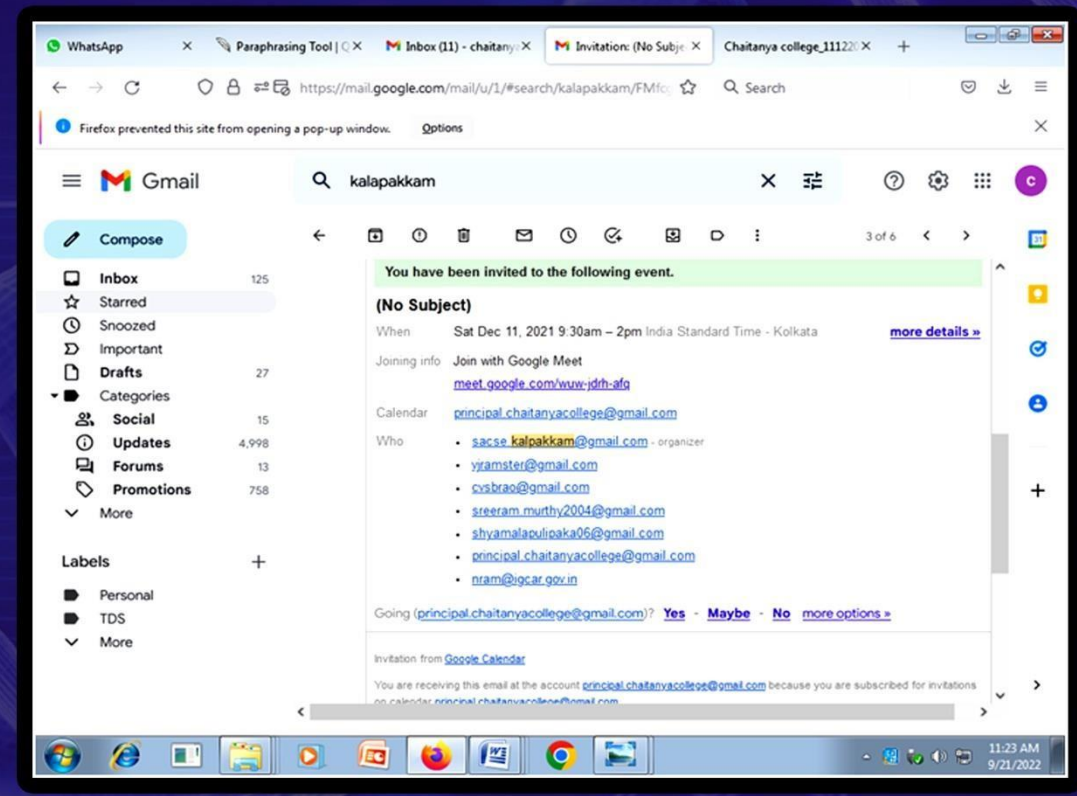 WhatsApp Paraphrasing Tool | Inbox (11) - chaitany Invitation: (No Subje Chaitanya college_11122
https://mail.google.com/mail/u/1/#search/kalapakkam/FMfc Search
Firefox prevented this site from opening a pop-up window. Options
Gmail kalapakkam C
Compose 3 of 6
31
You have been invited to the following event.
Inbox 125
(No Subject)
Starred
Snoozed
When Sat Dec 11, 2021 9:30am – 2pm India Standard Time - Kolkata more details »
Important
Joining info Join with Google Meet
Drafts 27
meet.google.com/wuw-jdrh-afq
Categories
Calendar principal.chaitanyacollege@gmail.com
Social 15
Who • sacse.kalpakkam@gmail.com - organizer
Updates 4,998
• yjramster@gmail.com
Forums 13
• cvsbrao@gmail.com
Promotions 758
• sreeram.murthy2004@gmail.com
More
• shyamalapulipaka06@gmail.com
• principal.chaitanyacollege@gmail.com
Labels
• nram@igcar.gov.in
Personal
Going (principal.chaitanyacollege@gmail.com)? Yes - Maybe - No more options »
TDS
More
Invitation from Google Calendar
You are receiving this email at the account principal.chaitanyacollege@gmail.com because you are subscribed for invitations
on calendar principal.chaitanyacollege@gmail.com
11:23 AM
9/21/2022